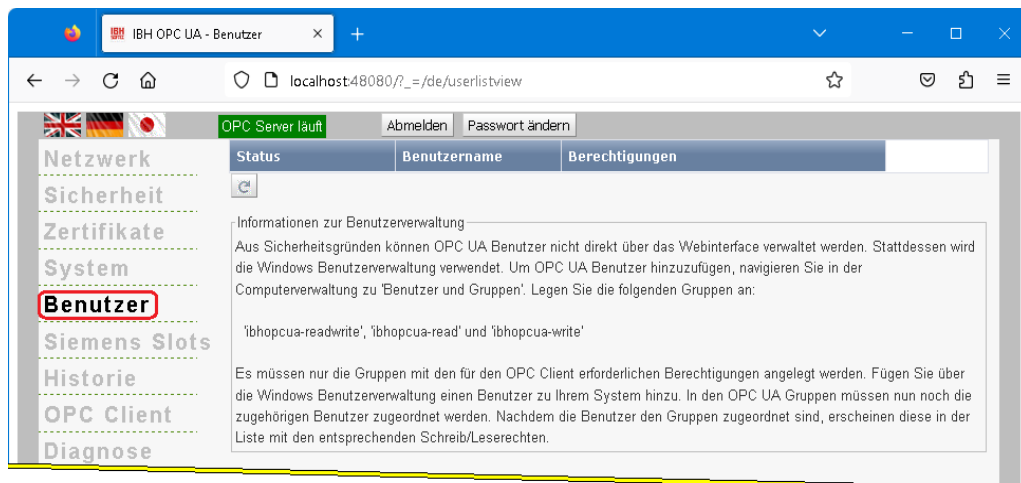 IBH OPC UA - Benutzer
localhost:48080/?_=/de/userlistview
OPC Server läuft Abmelden Passwort ändern
Netzwerk
Sicherheit
Zertifikate
System
Benutzer
Siemens Slots
Historie
OPC Client
Diagnose
Status Benutzername Berechtigungen
Informationen zur Benutzerverwaltung
Aus Sicherheitsgründen können OPC UA Benutzer nicht direkt über das Webinterface verwaltet werden. Stattdessen wird
die Windows Benutzerverwaltung verwendet. Um OPC UA Benutzer hinzuzufügen, navigieren Sie in der
Computerverwaltung zu 'Benutzer und Gruppen'. Legen Sie die folgenden Gruppen an:
'ibhopcua-readwrite', 'ibhopcua-read' und 'ibhopcua-write'
Es müssen nur die Gruppen mit den für den OPC Client erforderlichen Berechtigungen angelegt werden. Fügen Sie über
die Windows Benutzerverwaltung einen Benutzer zu Ihrem System hinzu. In den OPC UA Gruppen müssen nun noch die
zugehörigen Benutzer zugeordnet werden. Nachdem die Benutzer den Gruppen zugeordnet sind, erscheinen diese in der
Liste mit den entsprechenden Schreib/Leserechten.